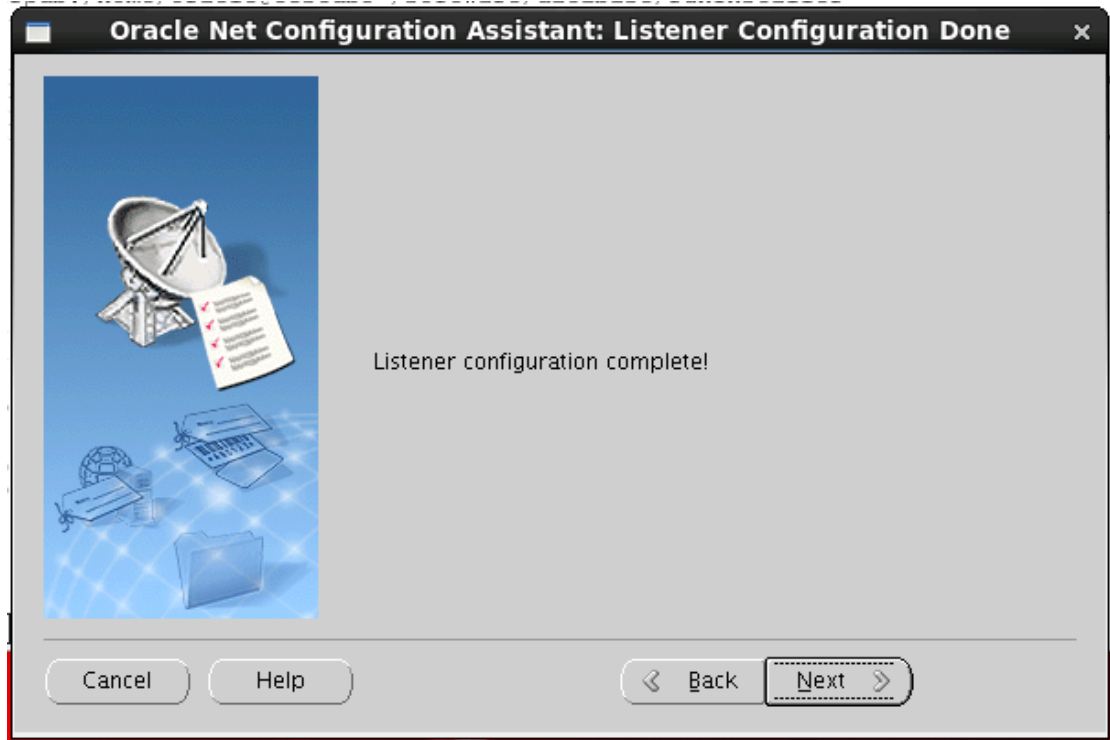 Oracle Net Configuration Assistant: Listener Configuration Done
Listener configuration complete!
Cancel
Help
Back
Next